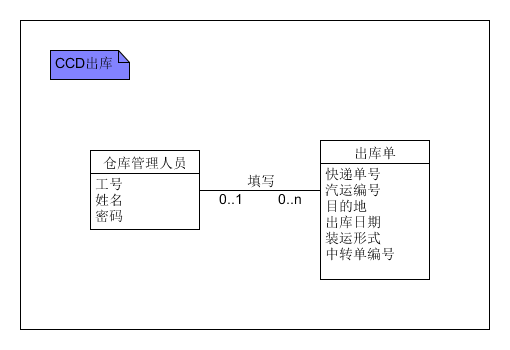 CCD出库
仓库管理人员
工号
姓名
密码
填写
0..1
0..n
出库单
快递单号
汽运编号
目的地
出库日期
装运形式
中转单编号